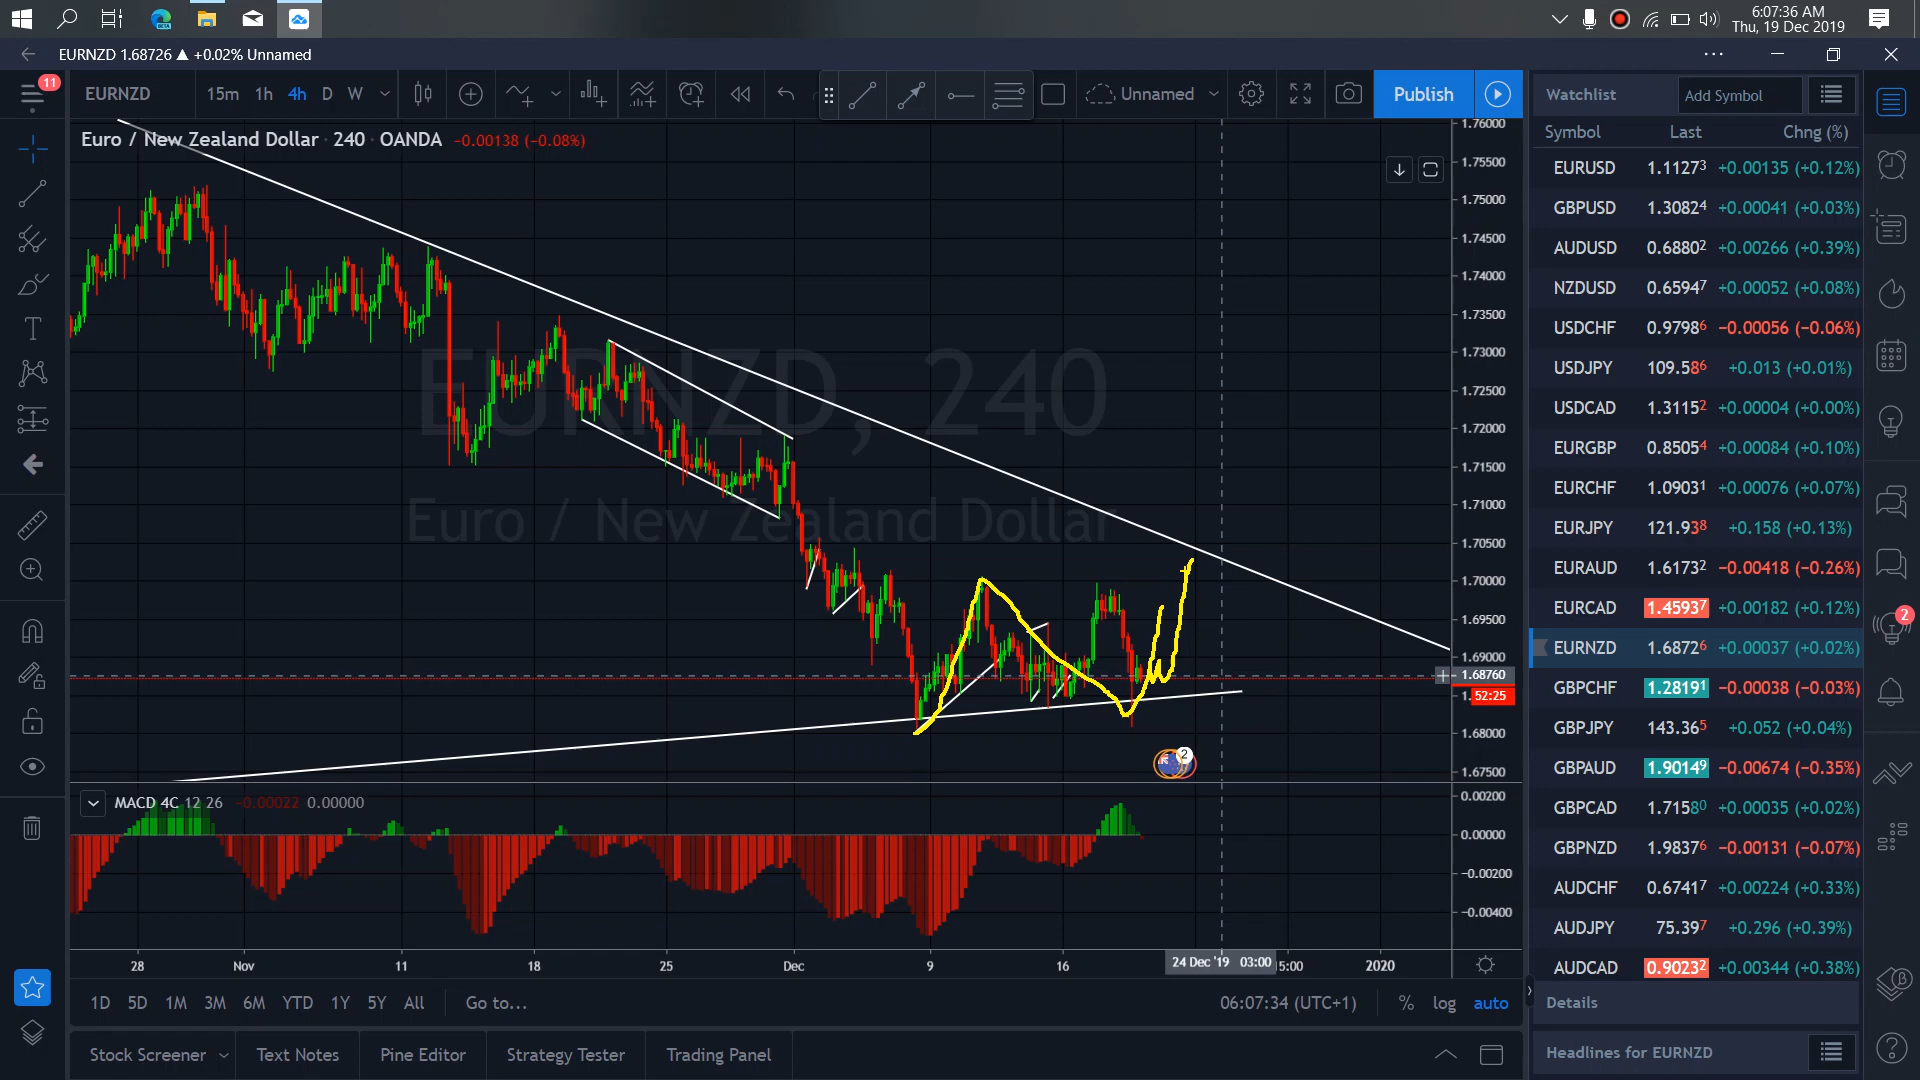 6:07:36 AM
Thu, 19 Dec 2019
EURNZD 1.68726 ▲ +0.02% Unnamed
11
EURNZD 15m 1h 4h D W Unnamed Publish
Euro / New Zealand Dollar · 240 · OANDA −0.00138 (−0.08%)
EURNZD, 240
Euro / New Zealand Dollar
1.76000
1.75500
1.75000
1.74500
1.74000
1.73500
1.73000
1.72500
1.72000
1.71500
1.71000
1.70500
1.70000
1.69500
1.69000
1.68760
52:25
1.68000
1.67500
2
MACD 4C 12 26 −0.00022 0.00000
0.00200
0.00000
−0.00200
−0.00400
28 Nov 11 18 25 Dec 9 16 24 Dec '19 03:00 2020
1D 5D 1M 3M 6M YTD 1Y 5Y All Go to... 06:07:34 (UTC+1) % log auto
Stock Screener Text Notes Pine Editor Strategy Tester Trading Panel
Watchlist Add Symbol
Symbol Last Chng (%)
EURUSD 1.11273 +0.00135 (+0.12%)
GBPUSD 1.30824 +0.00041 (+0.03%)
AUDUSD 0.68802 +0.00266 (+0.39%)
NZDUSD 0.65947 +0.00052 (+0.08%)
USDCHF 0.97986 −0.00056 (−0.06%)
USDJPY 109.586 +0.013 (+0.01%)
USDCAD 1.31152 +0.00004 (+0.00%)
EURGBP 0.85054 +0.00084 (+0.10%)
EURCHF 1.09031 +0.00076 (+0.07%)
EURJPY 121.938 +0.158 (+0.13%)
EURAUD 1.61732 −0.00418 (−0.26%)
EURCAD 1.45937 +0.00182 (+0.12%)
EURNZD 1.68726 +0.00037 (+0.02%)
GBPCHF 1.28191 −0.00038 (−0.03%)
GBPJPY 143.365 +0.052 (+0.04%)
GBPAUD 1.90149 −0.00674 (−0.35%)
GBPCAD 1.71580 +0.00035 (+0.02%)
GBPNZD 1.98376 −0.00131 (−0.07%)
AUDCHF 0.67417 +0.00224 (+0.33%)
AUDJPY 75.397 +0.296 (+0.39%)
AUDCAD 0.90232 +0.00344 (+0.38%)
Details
Headlines for EURNZD
2